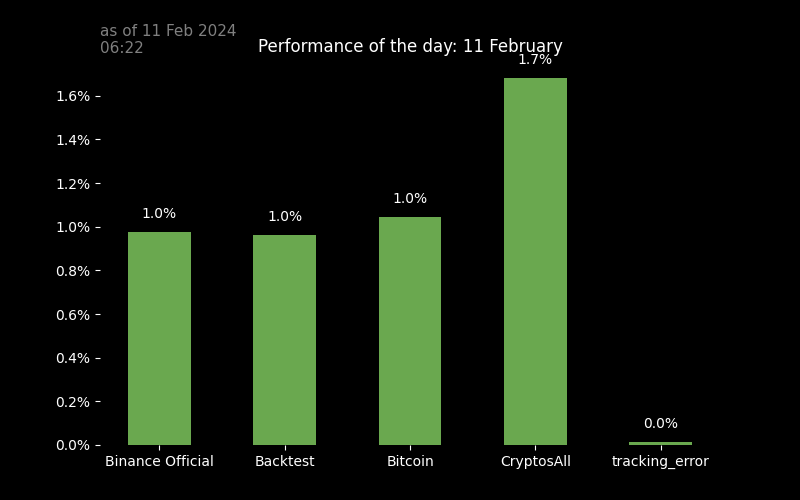 as of 11 Feb 2024
06:22
Performance of the day: 11 February
1.7%
1.6%
1.4%
1.2%
1.0%
0.8%
0.6%
0.4%
0.2%
0.0%
1.0%
1.0%
1.0%
0.0%
Binance Official
Backtest
Bitcoin
CryptosAll
tracking_error